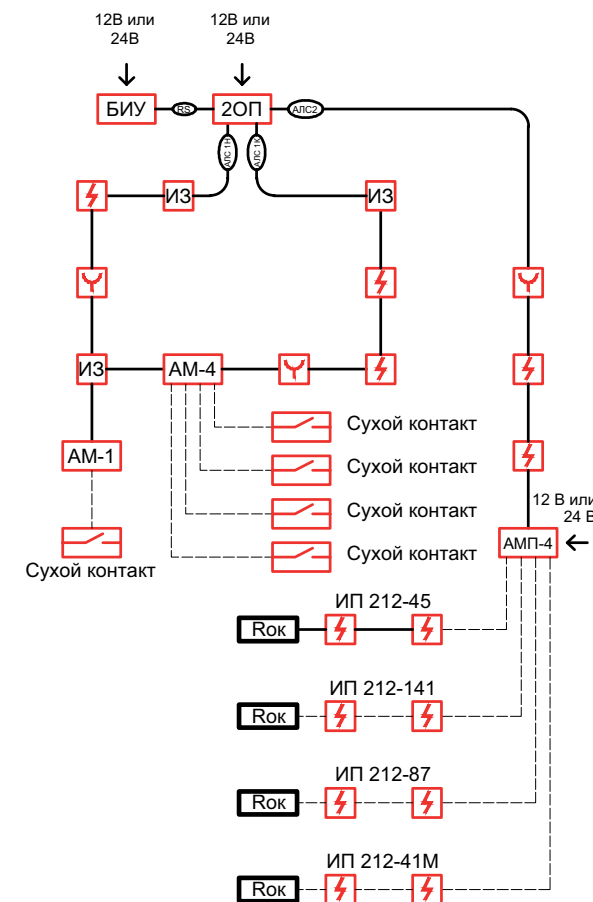 12В или
24В
12В или
24В
БИУ
RS
2ОП
АЛС2
АЛС 1Н
АЛС 1К
ИЗ
ИЗ
ИЗ
АМ-4
Сухой контакт
АМ-1
Сухой контакт
Сухой контакт
12 В или
24 В
Сухой контакт
АМП-4
Сухой контакт
ИП 212-45
Rок
ИП 212-141
Rок
ИП 212-87
Rок
ИП 212-41М
Rок